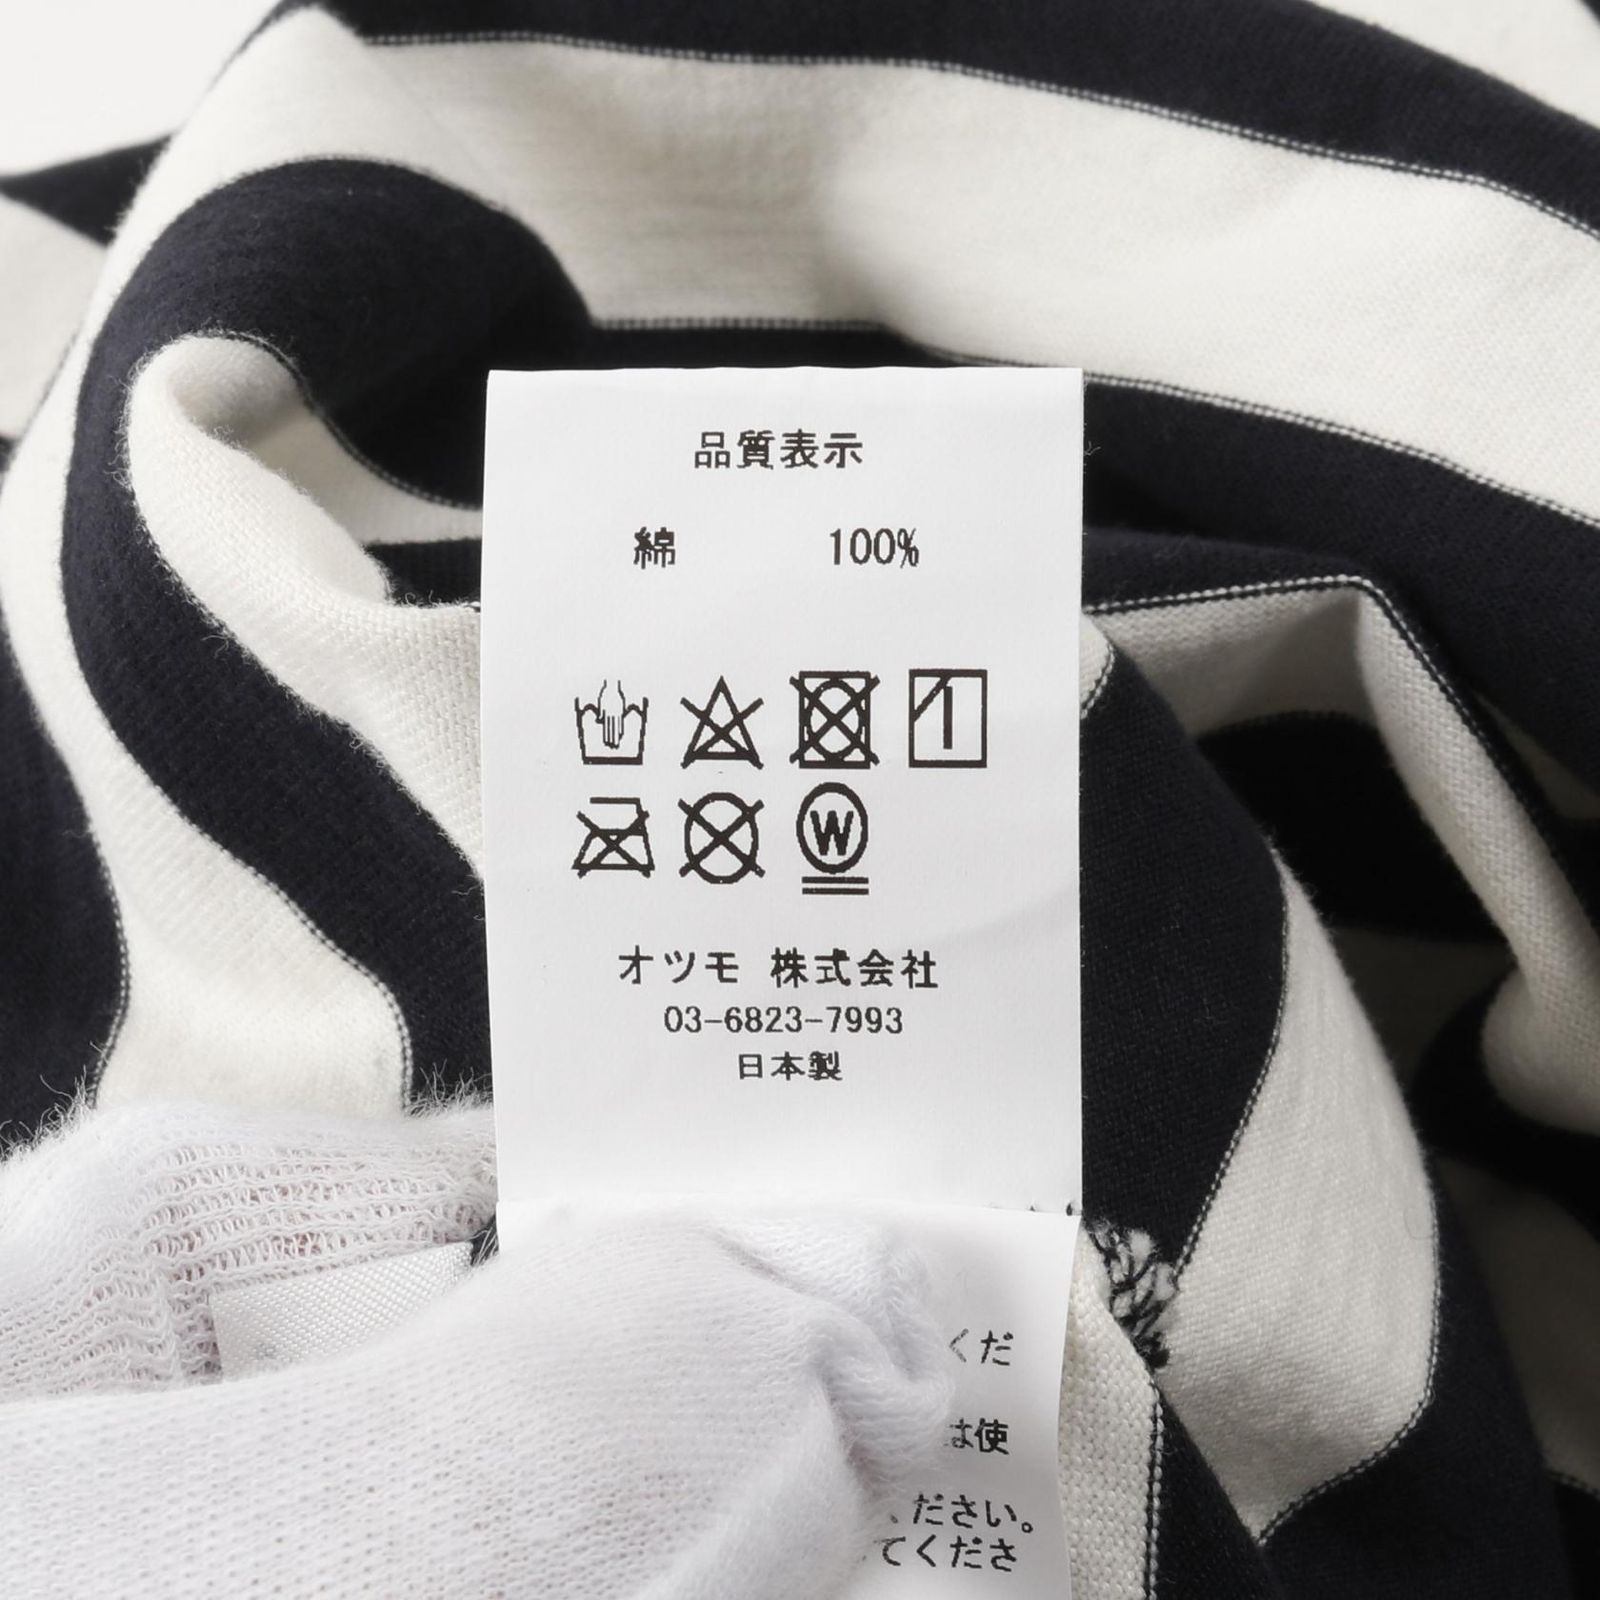 品質表示
綿 100%
W
オツモ 株式会社
03-6823-7993
日本製
くだ
は使
ださい。
てくださ